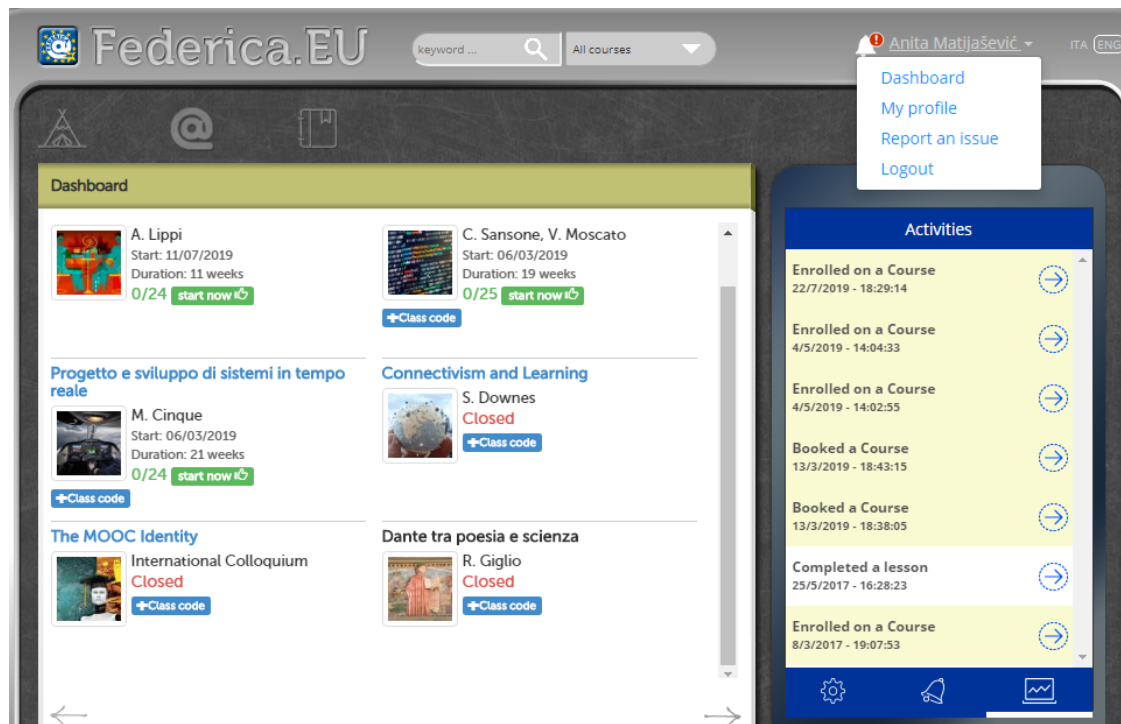 Federica.EU
keyword ...
All courses
Anita Matijašević
ITA ENG
Dashboard
My profile
Report an issue
Logout
Dashboard
A. Lippi
Start: 11/07/2019
Duration: 11 weeks
0/24 start now
C. Sansone, V. Moscato
Start: 06/03/2019
Duration: 19 weeks
0/25 start now
+Class code
Progetto e sviluppo di sistemi in tempo
reale
M. Cinque
Start: 06/03/2019
Duration: 21 weeks
0/24 start now
+Class code
Connectivism and Learning
S. Downes
Closed
+Class code
The MOOC Identity
International Colloquium
Closed
+Class code
Dante tra poesia e scienza
R. Giglio
Closed
+Class code
Activities
Enrolled on a Course
22/7/2019 - 18:29:14
Enrolled on a Course
4/5/2019 - 14:04:33
Enrolled on a Course
4/5/2019 - 14:02:55
Booked a Course
13/3/2019 - 18:43:15
Booked a Course
13/3/2019 - 18:38:05
Completed a lesson
25/5/2017 - 16:28:23
Enrolled on a Course
8/3/2017 - 19:07:53